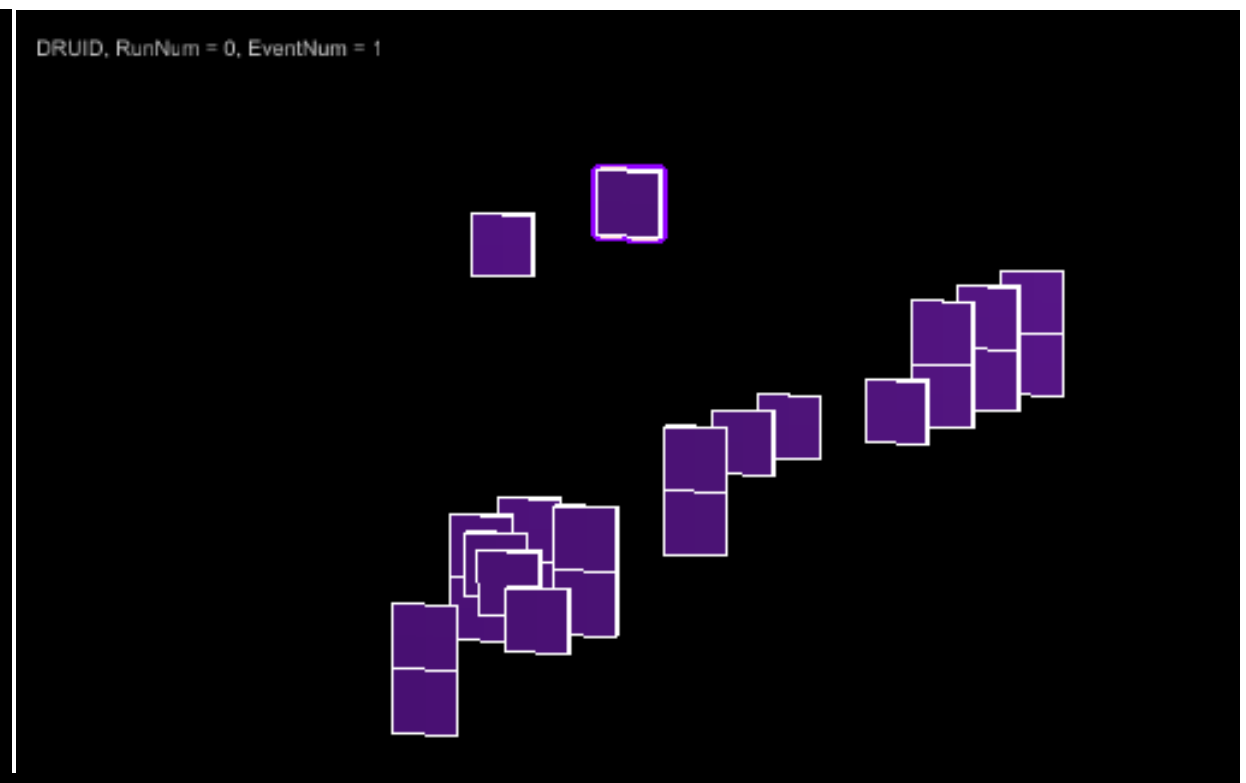 DRUID, RunNum = 0, EventNum = 1